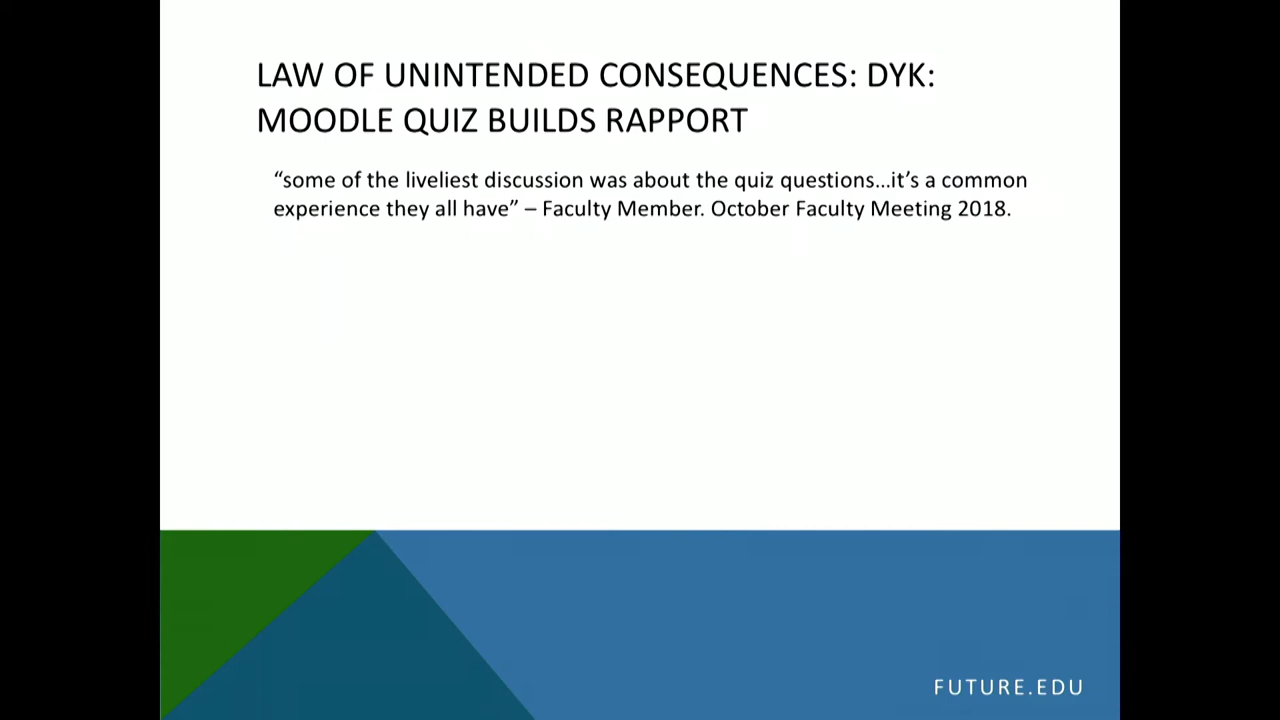 LAW OF UNINTENDED CONSEQUENCES: DYK:
MOODLE QUIZ BUILDS RAPPORT
“some of the liveliest discussion was about the quiz questions…it’s a common
experience they all have” – Faculty Member. October Faculty Meeting 2018.
FUTURE.EDU